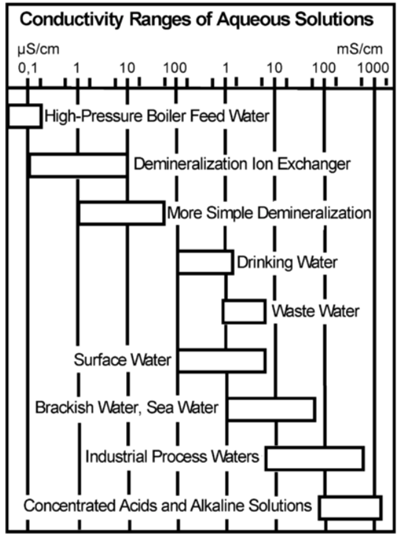 Conductivity Ranges of Aqueous Solutions
µS/cm mS/cm
0,1 1 10 100 1 10 100 1000
High-Pressure Boiler Feed Water
Demineralization Ion Exchanger
More Simple Demineralization
Drinking Water
Waste Water
Surface Water
Brackish Water, Sea Water
Industrial Process Waters
Concentrated Acids and Alkaline Solutions